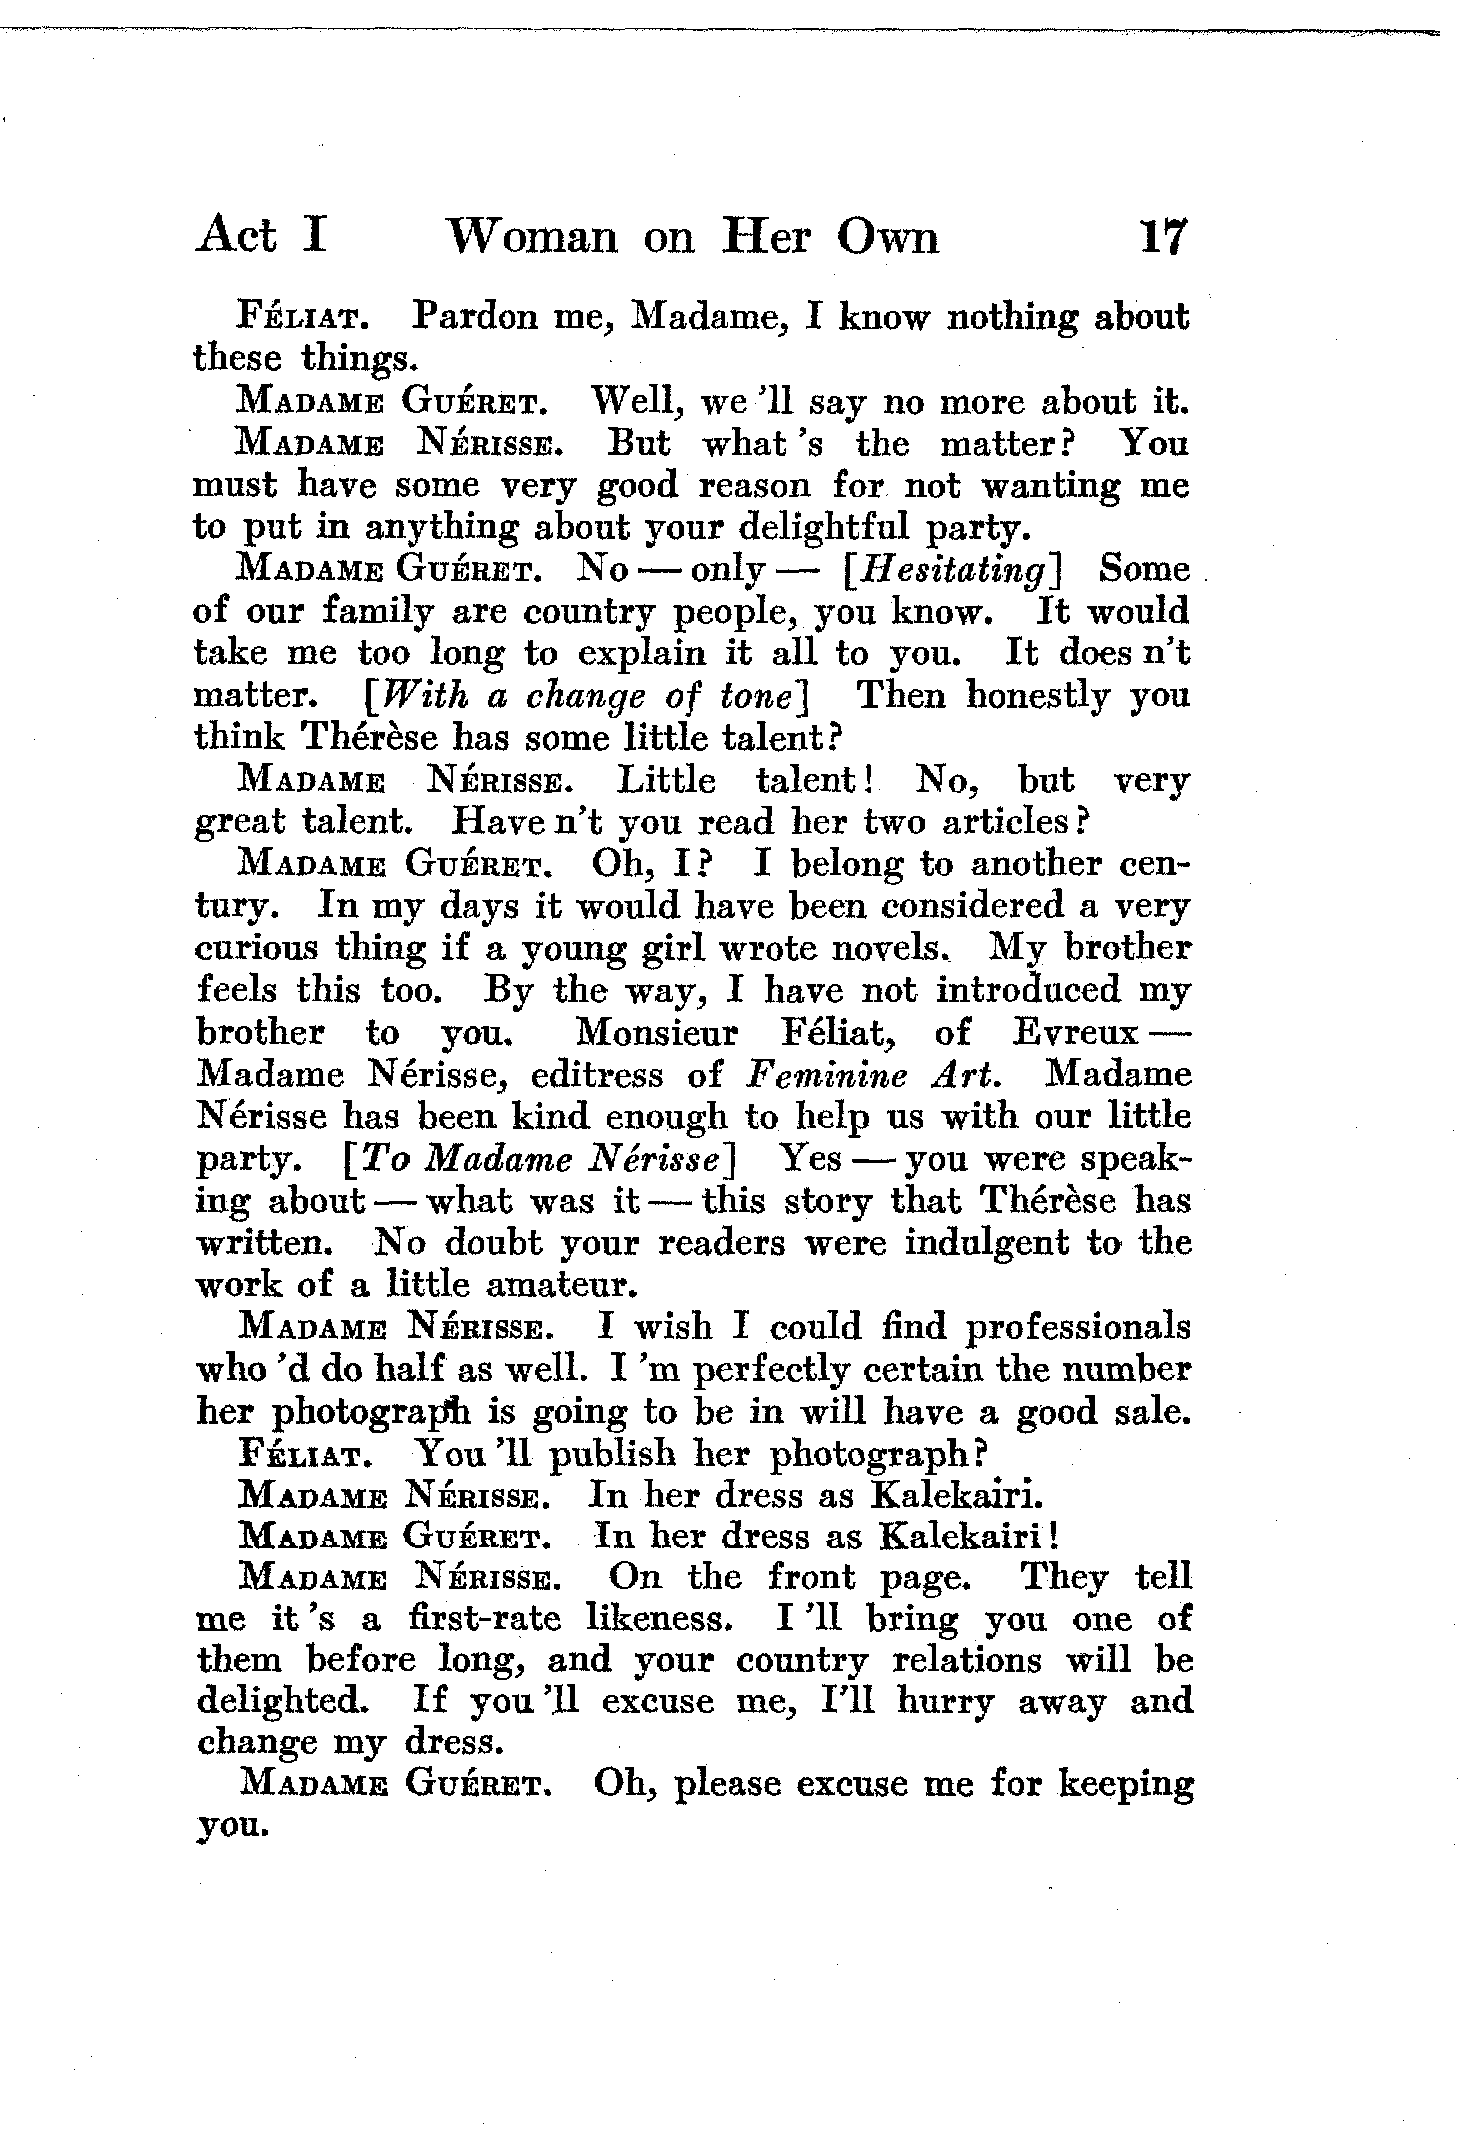 Act I Woman on Her Own 17
FÉLIAT. Pardon me, Madame, I know nothing about
these things.
MADAME GUÉRET. Well, we 'll say no more about it.
MADAME NÉRISSE. But what 's the matter? You
must have some very good reason for not wanting me
to put in anything about your delightful party.
MADAME GUÉRET. No — only — [Hesitating] Some
of our family are country people, you know. It would
take me too long to explain it all to you. It does n't
matter. [With a change of tone] Then honestly you
think Thérèse has some little talent?
MADAME NÉRISSE. Little talent! No, but very
great talent. Have n't you read her two articles?
MADAME GUÉRET. Oh, I? I belong to another cen-
tury. In my days it would have been considered a very
curious thing if a young girl wrote novels. My brother
feels this too. By the way, I have not introduced my
brother to you. Monsieur Féliat, of Evreux —
Madame Nérisse, editress of Feminine Art. Madame
Nérisse has been kind enough to help us with our little
party. [To Madame Nérisse] Yes — you were speak-
ing about — what was it — this story that Thérèse has
written. No doubt your readers were indulgent to the
work of a little amateur.
MADAME NÉRISSE. I wish I could find professionals
who 'd do half as well. I 'm perfectly certain the number
her photograph is going to be in will have a good sale.
FÉLIAT. You 'll publish her photograph?
MADAME NÉRISSE. In her dress as Kalekairi.
MADAME GUÉRET. In her dress as Kalekairi!
MADAME NÉRISSE. On the front page. They tell
me it 's a first-rate likeness. I 'll bring you one of
them before long, and your country relations will be
delighted. If you 'll excuse me, I'll hurry away and
change my dress.
MADAME GUÉRET. Oh, please excuse me for keeping
you.